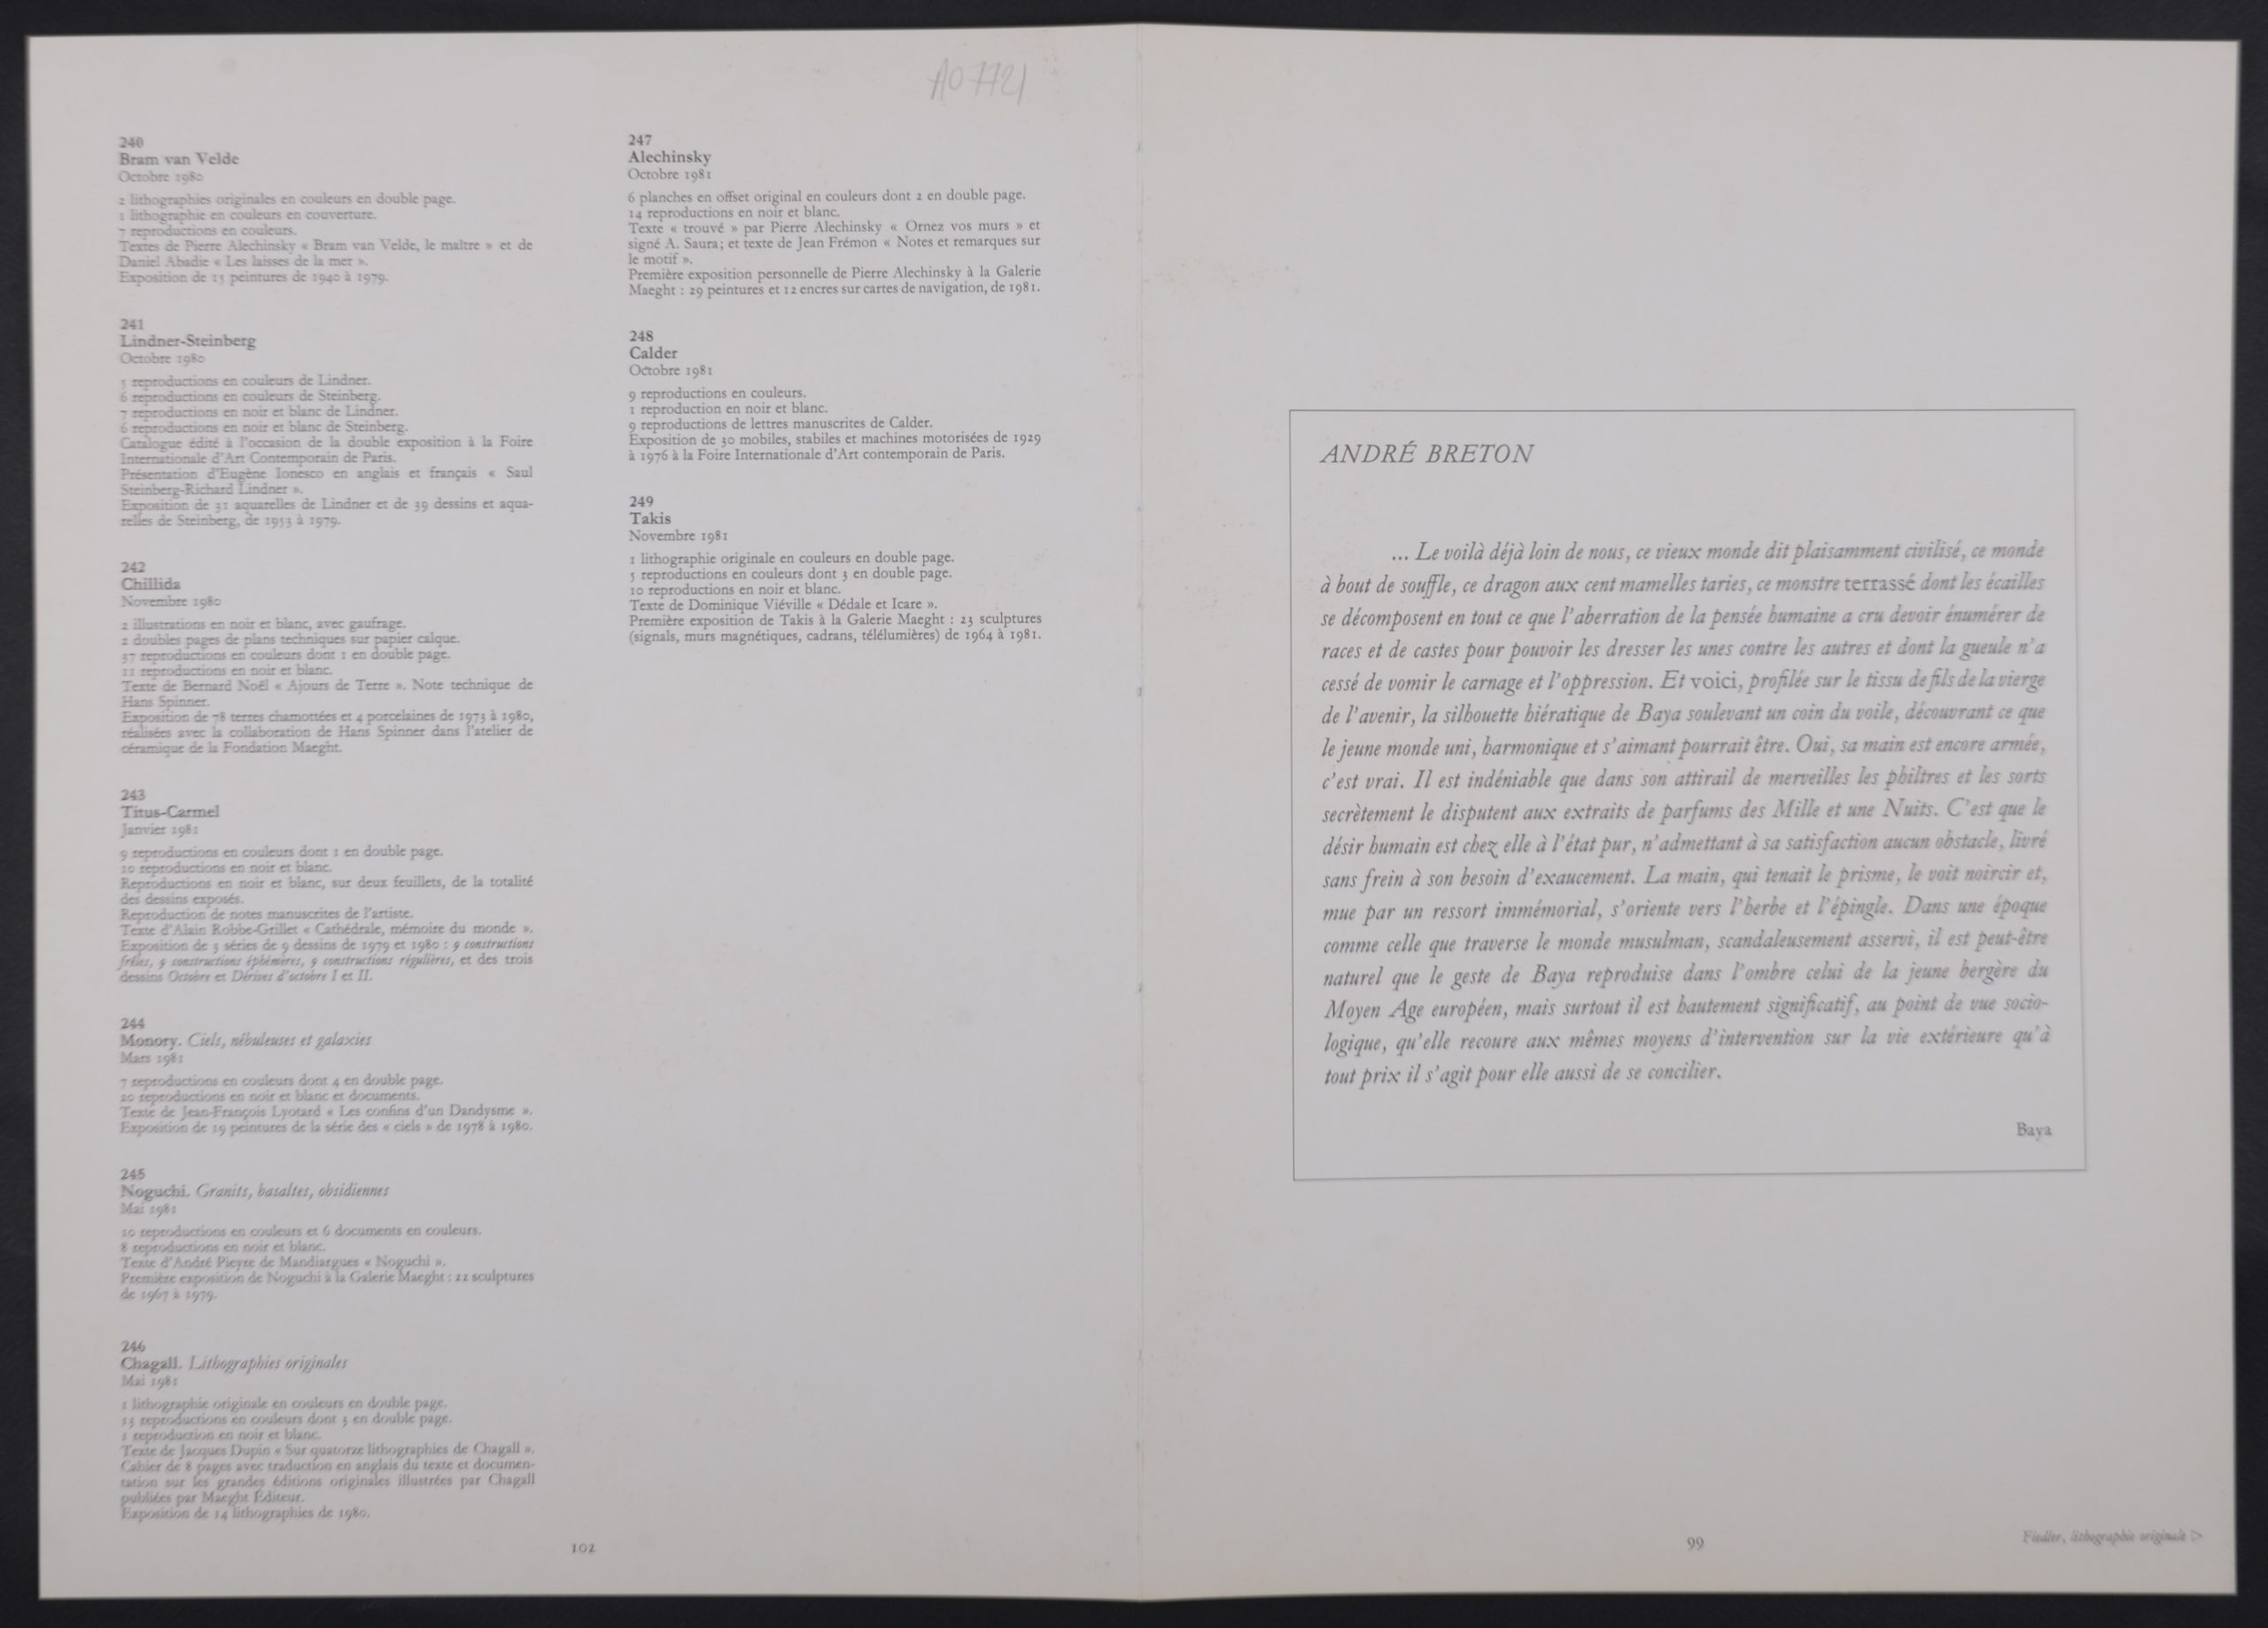 A07721
240
Bram van Velde
Octobre 1980
2 lithographies originales en couleurs en double page.
1 lithographie en couleurs en couverture.
7 reproductions en couleurs.
Textes de Pierre Alechinsky « Bram van Velde, le maître » et de
Daniel Abadie « Les laisses de la mer ».
Exposition de 15 peintures de 1940 à 1979.
241
Lindner-Steinberg
Octobre 1980
5 reproductions en couleurs de Lindner.
6 reproductions en couleurs de Steinberg.
7 reproductions en noir et blanc de Lindner.
6 reproductions en noir et blanc de Steinberg.
Catalogue édité à l'occasion de la double exposition à la Foire
Internationale d'Art Contemporain de Paris.
Présentation d'Eugène Ionesco en anglais et français « Saul
Steinberg-Richard Lindner ».
Exposition de 31 aquarelles de Lindner et de 39 dessins et aqua-
relles de Steinberg, de 1953 à 1979.
242
Chillida
Novembre 1980
2 illustrations en noir et blanc, avec gaufrage.
2 doubles pages de plans techniques sur papier calque.
37 reproductions en couleurs dont 1 en double page.
11 reproductions en noir et blanc.
Texte de Bernard Noël « Ajours de Terre ». Note technique de
Hans Spinner.
Exposition de 78 terres chamottées et 4 porcelaines de 1973 à 1980,
réalisées avec la collaboration de Hans Spinner dans l'atelier de
céramique de la Fondation Maeght.
243
Titus-Carmel
Janvier 1981
9 reproductions en couleurs dont 1 en double page.
10 reproductions en noir et blanc.
Reproductions en noir et blanc, sur deux feuillets, de la totalité
des dessins exposés.
Reproduction de notes manuscrites de l'artiste.
Texte d'Alain Robbe-Grillet « Cathédrale, mémoire du monde ».
Exposition de 3 séries de 9 dessins de 1979 et 1980 : 9 constructions
frêles, 9 constructions éphémères, 9 constructions régulières, et des trois
dessins Octobre et Dérives d'octobre I et II.
244
Monory. Ciels, nébuleuses et galaxies
Mars 1981
7 reproductions en couleurs dont 4 en double page.
20 reproductions en noir et blanc et documents.
Texte de Jean-François Lyotard « Les confins d'un Dandysme ».
Exposition de 19 peintures de la série des « ciels » de 1978 à 1980.
245
Noguchi. Granits, basaltes, obsidiennes
Mai 1981
10 reproductions en couleurs et 6 documents en couleurs.
8 reproductions en noir et blanc.
Texte d'André Pieyre de Mandiargues « Noguchi ».
Première exposition de Noguchi à la Galerie Maeght : 22 sculptures
de 1967 à 1979.
246
Chagall. Lithographies originales
Mai 1981
1 lithographie originale en couleurs en double page.
13 reproductions en couleurs dont 3 en double page.
1 reproduction en noir et blanc.
Texte de Jacques Dupin « Sur quatorze lithographies de Chagall ».
Cahier de 8 pages avec traduction en anglais du texte et documen-
tation sur les grandes éditions originales illustrées par Chagall
publiées par Maeght Éditeur.
Exposition de 14 lithographies de 1980.
247
Alechinsky
Octobre 1981
6 planches en offset original en couleurs dont 2 en double page.
14 reproductions en noir et blanc.
Texte « trouvé » par Pierre Alechinsky « Ornez vos murs » et
signé A. Saura; et texte de Jean Frémon « Notes et remarques sur
le motif ».
Première exposition personnelle de Pierre Alechinsky à la Galerie
Maeght : 29 peintures et 12 encres sur cartes de navigation, de 1981.
248
Calder
Octobre 1981
9 reproductions en couleurs.
1 reproduction en noir et blanc.
9 reproductions de lettres manuscrites de Calder.
Exposition de 30 mobiles, stabiles et machines motorisées de 1929
à 1976 à la Foire Internationale d'Art contemporain de Paris.
249
Takis
Novembre 1981
1 lithographie originale en couleurs en double page.
5 reproductions en couleurs dont 3 en double page.
10 reproductions en noir et blanc.
Texte de Dominique Viéville « Dédale et Icare ».
Première exposition de Takis à la Galerie Maeght : 23 sculptures
(signals, murs magnétiques, cadrans, télélumières) de 1964 à 1981.
102
ANDRÉ BRETON
... Le voilà déjà loin de nous, ce vieux monde dit plaisamment civilisé, ce monde
à bout de souffle, ce dragon aux cent mamelles taries, ce monstre terrassé dont les écailles
se décomposent en tout ce que l'aberration de la pensée humaine a cru devoir énumérer de
races et de castes pour pouvoir les dresser les unes contre les autres et dont la gueule n'a
cessé de vomir le carnage et l'oppression. Et voici, profilée sur le tissu de fils de la vierge
de l'avenir, la silhouette hiératique de Baya soulevant un coin du voile, découvrant ce que
le jeune monde uni, harmonique et s'aimant pourrait être. Oui, sa main est encore armée,
c'est vrai. Il est indéniable que dans son attirail de merveilles les philtres et les sorts
secrètement le disputent aux extraits de parfums des Mille et une Nuits. C'est que le
désir humain est chez elle à l'état pur, n'admettant à sa satisfaction aucun obstacle, livré
sans frein à son besoin d'exaucement. La main, qui tenait le prisme, le voit noircir et,
mue par un ressort immémorial, s'oriente vers l'herbe et l'épingle. Dans une époque
comme celle que traverse le monde musulman, scandaleusement asservi, il est peut-être
naturel que le geste de Baya reproduise dans l'ombre celui de la jeune bergère du
Moyen Age européen, mais surtout il est hautement significatif, au point de vue socio-
logique, qu'elle recoure aux mêmes moyens d'intervention sur la vie extérieure qu'à
tout prix il s'agit pour elle aussi de se concilier.
Baya
99
Fiedler, lithographie originale ▷